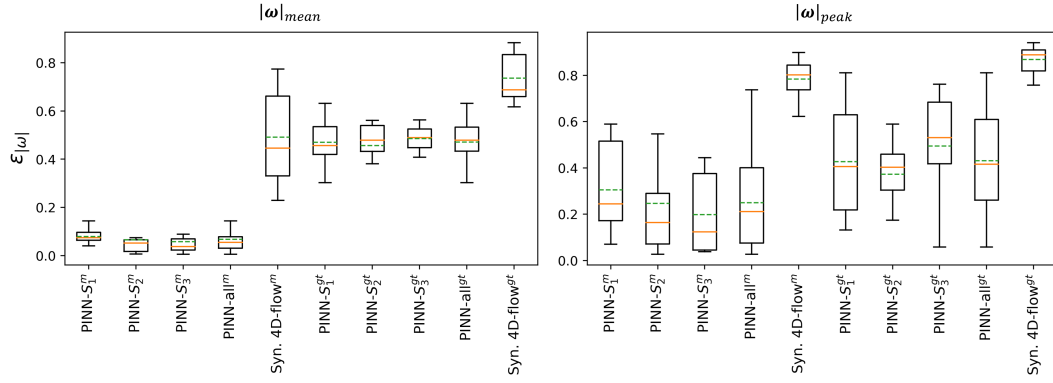 |ω|mean
|ω|peak
ε|ω|
0.8
0.6
0.4
0.2
0.0
0.8
0.6
0.4
0.2
0.0
PINN-S₁ᵐ
PINN-S₂ᵐ
PINN-S₃ᵐ
PINN-allᵐ
Syn. 4D-flowᵐ
PINN-S₁ᵍᵗ
PINN-S₂ᵍᵗ
PINN-S₃ᵍᵗ
PINN-allᵍᵗ
Syn. 4D-flowᵍᵗ
PINN-S₁ᵐ
PINN-S₂ᵐ
PINN-S₃ᵐ
PINN-allᵐ
Syn. 4D-flowᵐ
PINN-S₁ᵍᵗ
PINN-S₂ᵍᵗ
PINN-S₃ᵍᵗ
PINN-allᵍᵗ
Syn. 4D-flowᵍᵗ